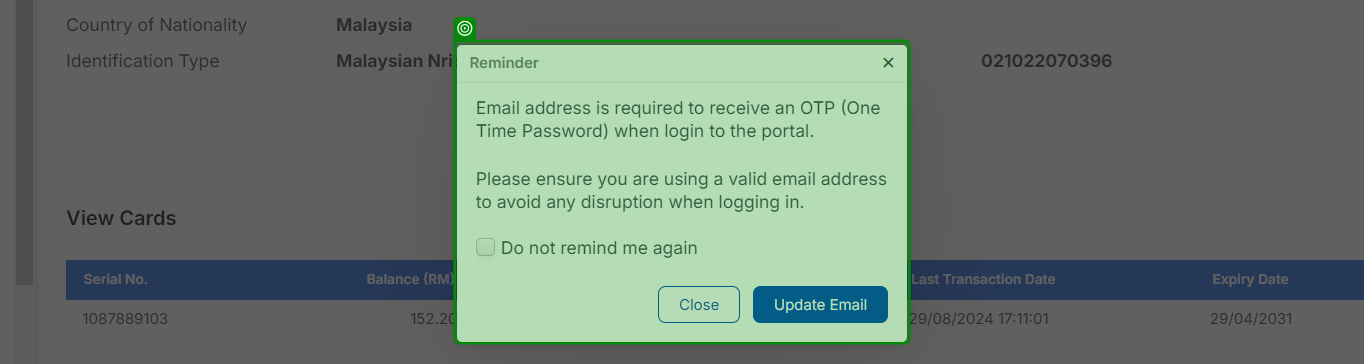 Country of Nationality Malaysia
Identification Type Malaysian Nri 021022070396
Reminder
Email address is required to receive an OTP (One
Time Password) when login to the portal.
Please ensure you are using a valid email address
to avoid any disruption when logging in.
Do not remind me again
Close Update Email
View Cards
Serial No. Balance (RM) Last Transaction Date Expiry Date
1087889103 152.20 29/08/2024 17:11:01 29/04/2031